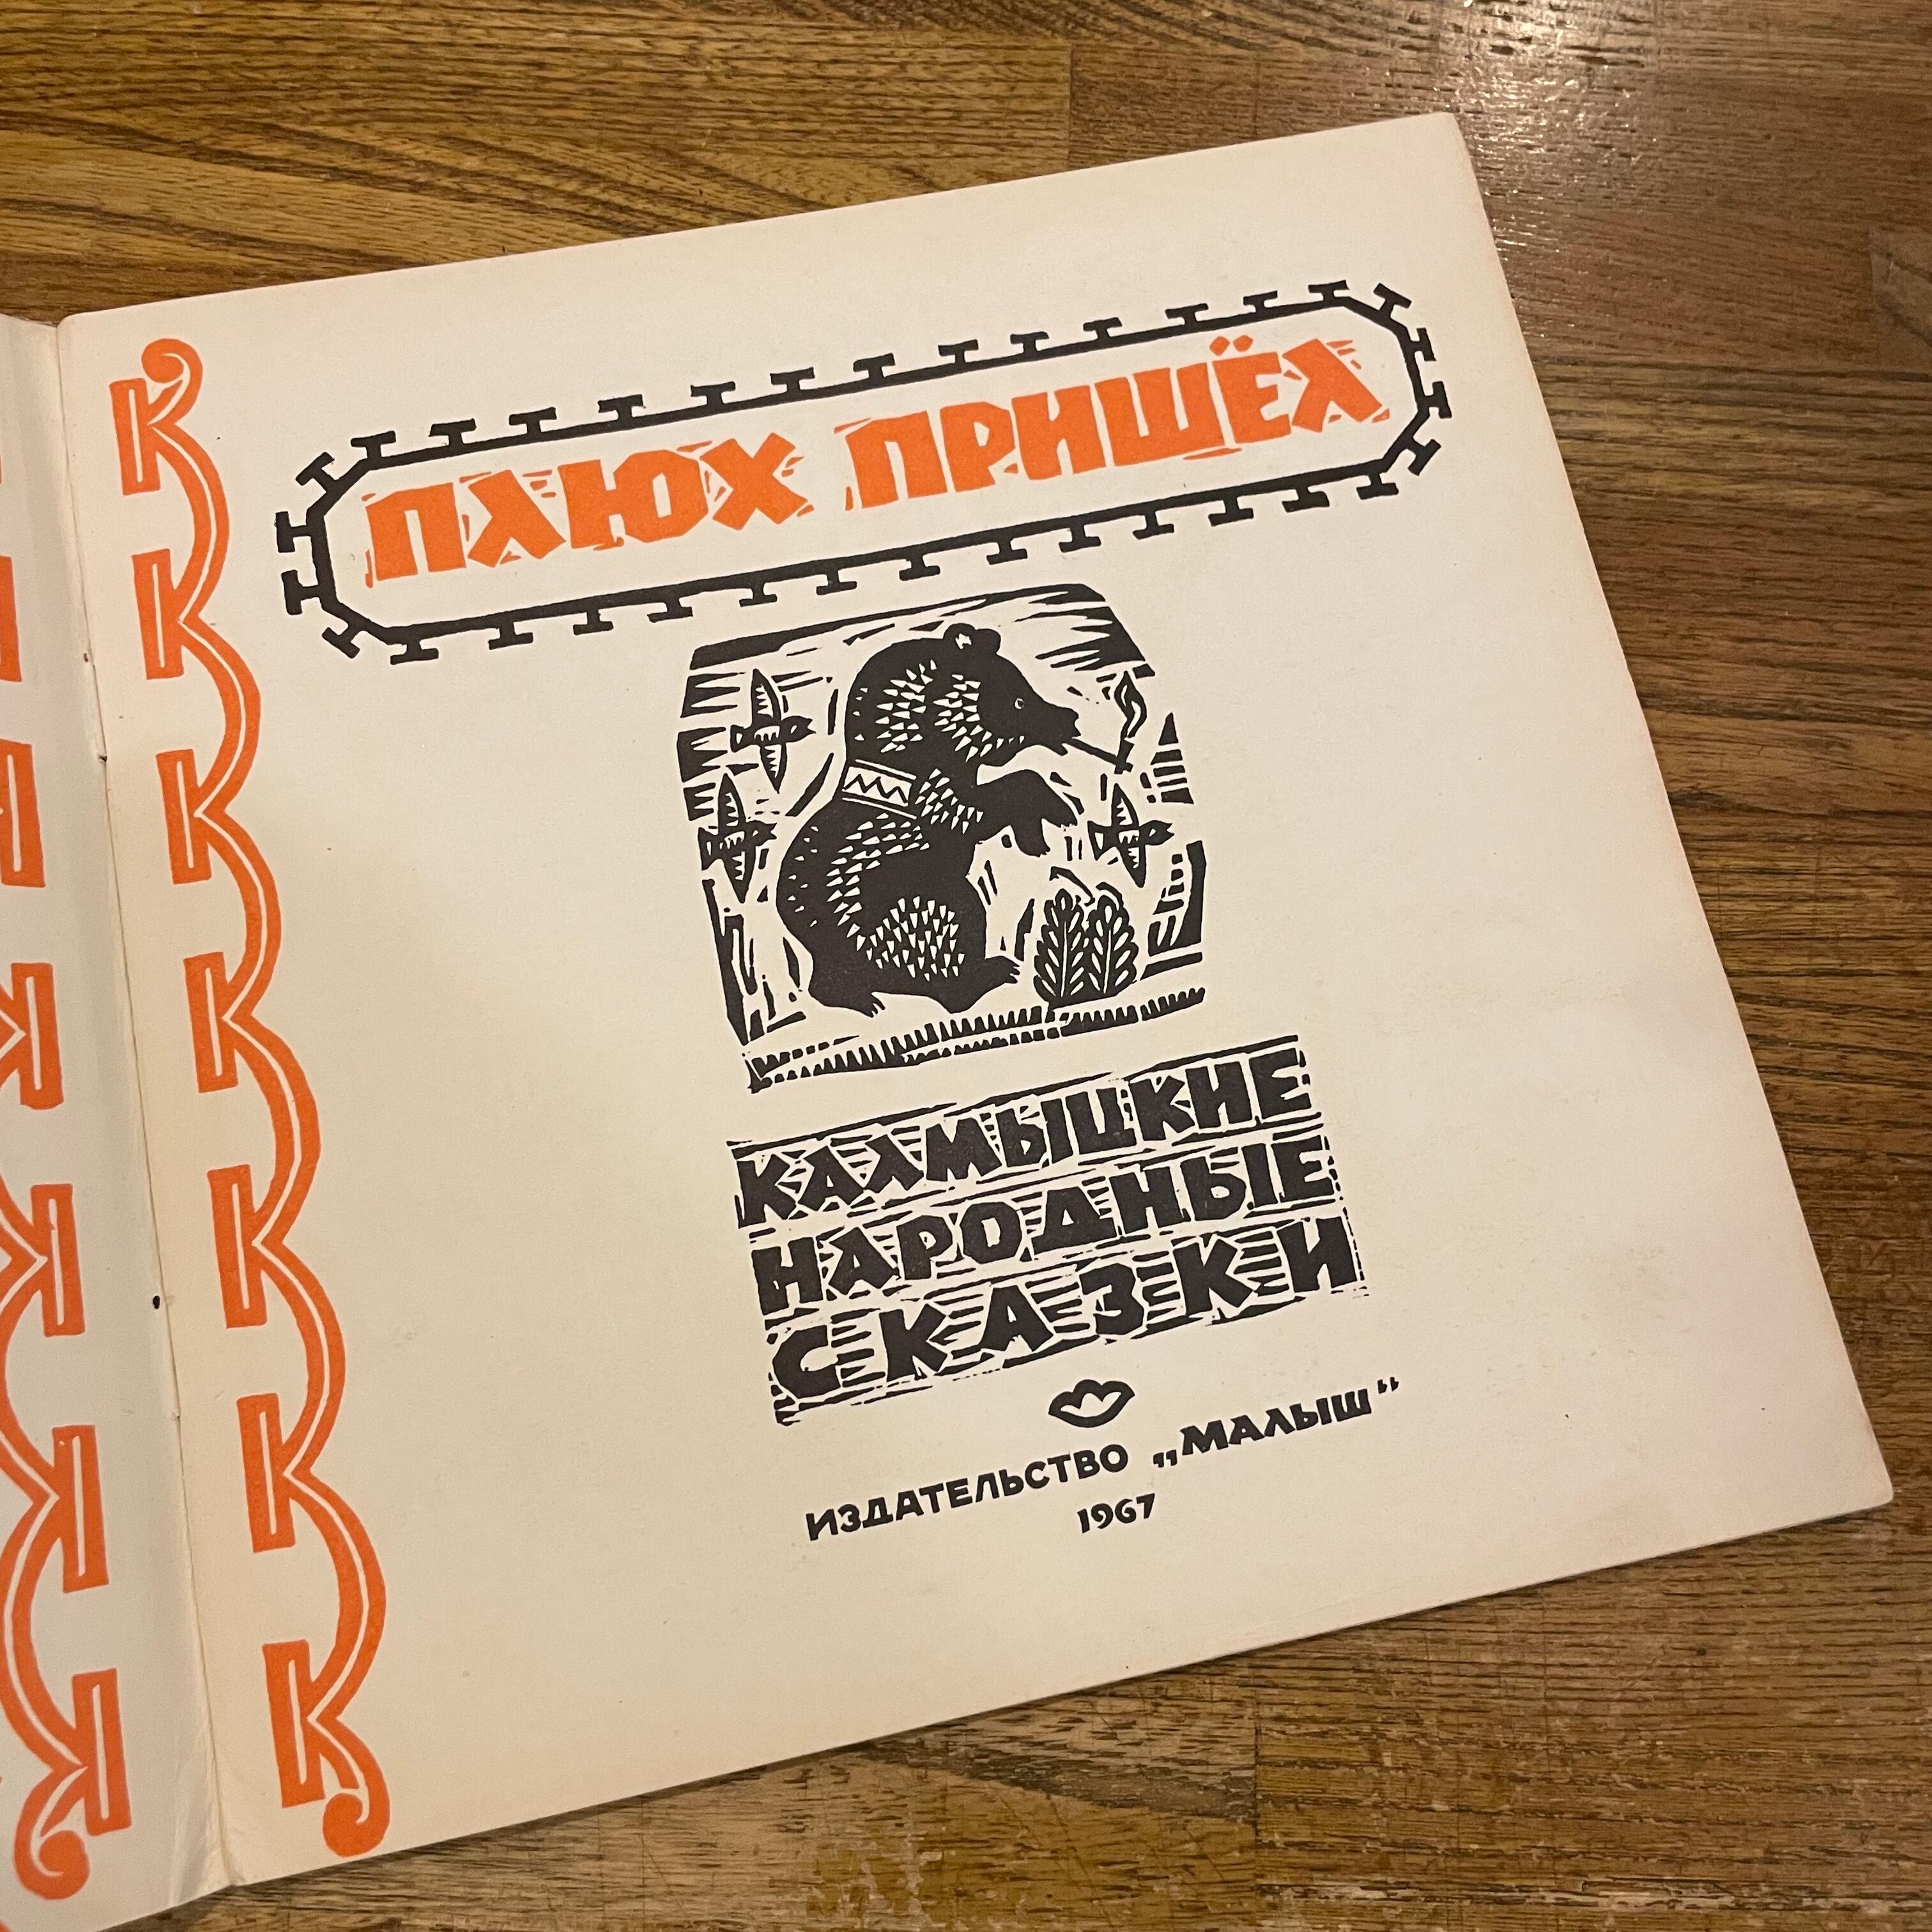 ПЛЮХ ПРИШЁЛ
КАЛМЫЦКИЕ
НАРОДНЫЕ
СКАЗКИ
ИЗДАТЕЛЬСТВО „МАЛЫШ“
1967